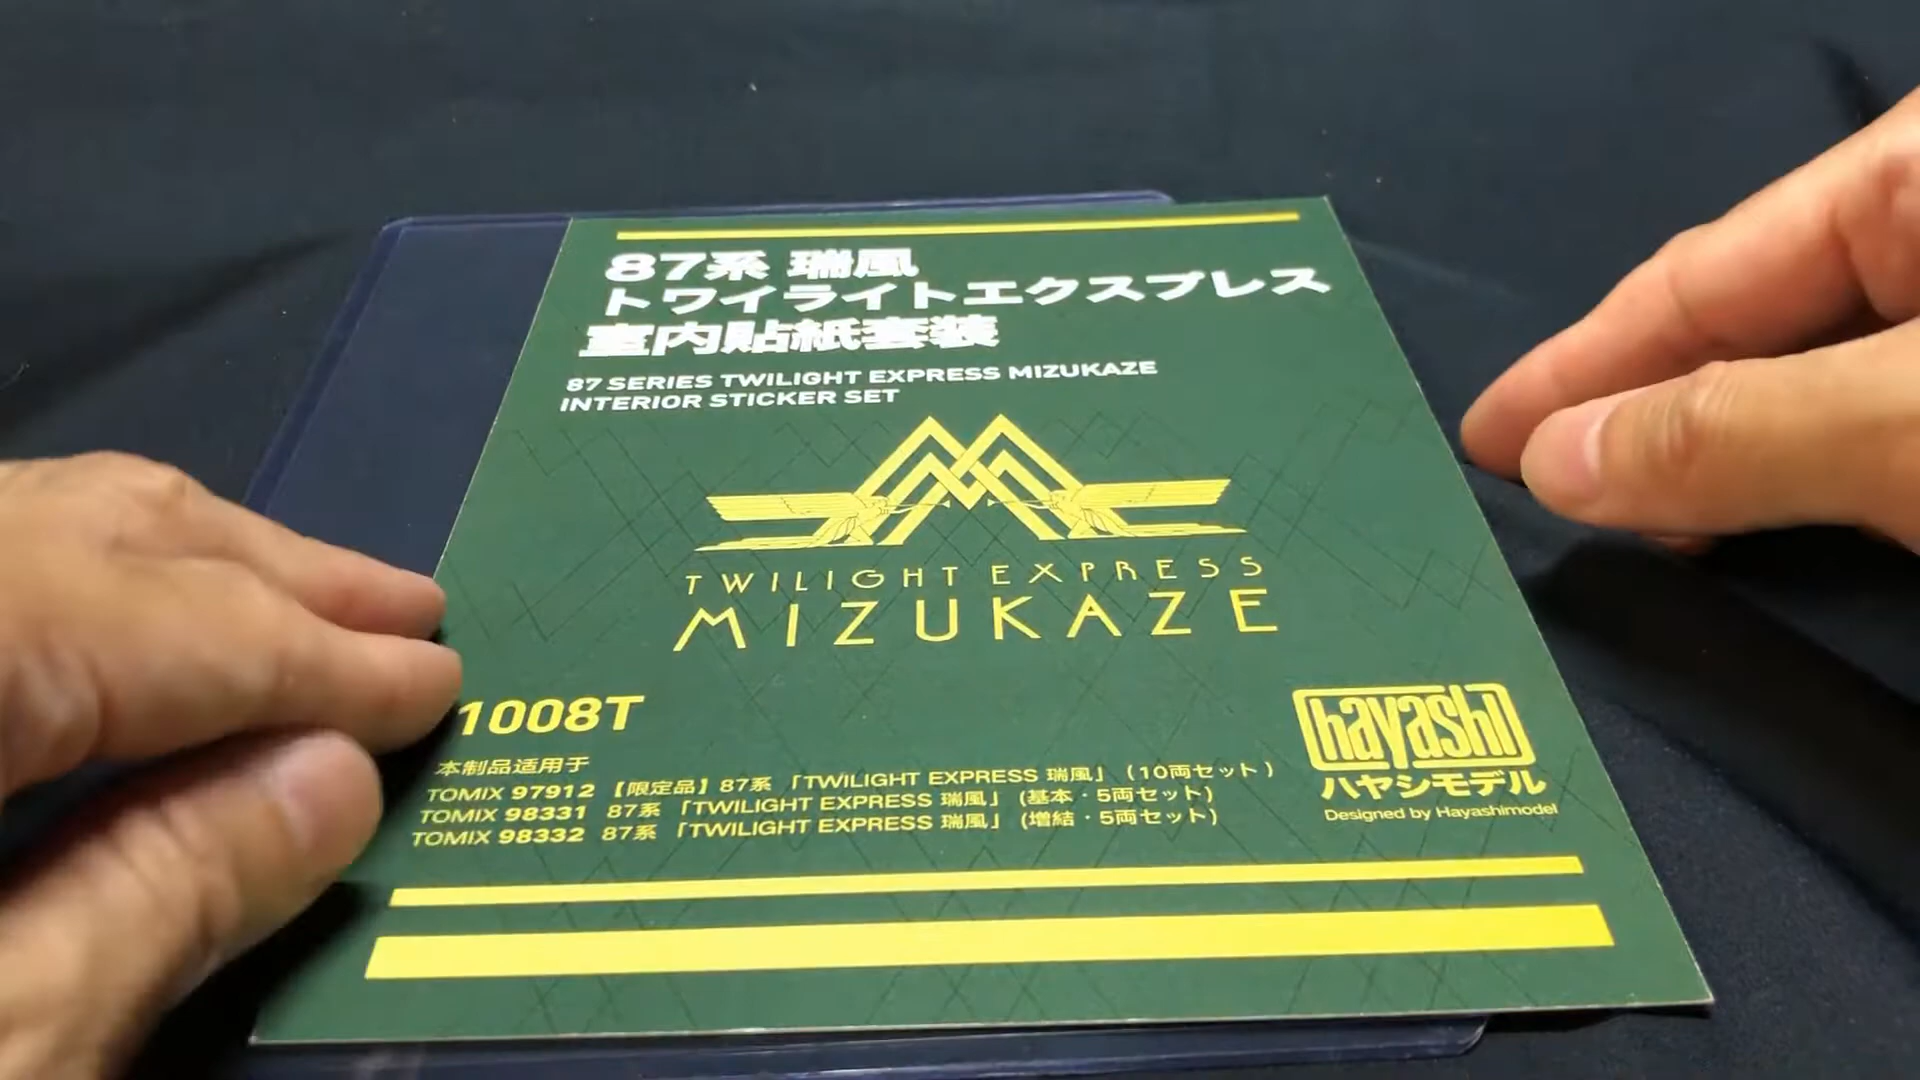 87系 瑞風
トワイライトエクスプレス
室内貼紙套装
87 SERIES TWILIGHT EXPRESS MIZUKAZE
INTERIOR STICKER SET
TWILIGHT EXPRESS
MIZUKAZE
1008T
本制品适用于
TOMIX 97912 【限定品】87系 「TWILIGHT EXPRESS 瑞風」（10両セット）
TOMIX 98331 87系 「TWILIGHT EXPRESS 瑞風」（基本・5両セット）
TOMIX 98332 87系 「TWILIGHT EXPRESS 瑞風」（増結・5両セット）
hayashi
ハヤシモデル
Designed by Hayashimodel